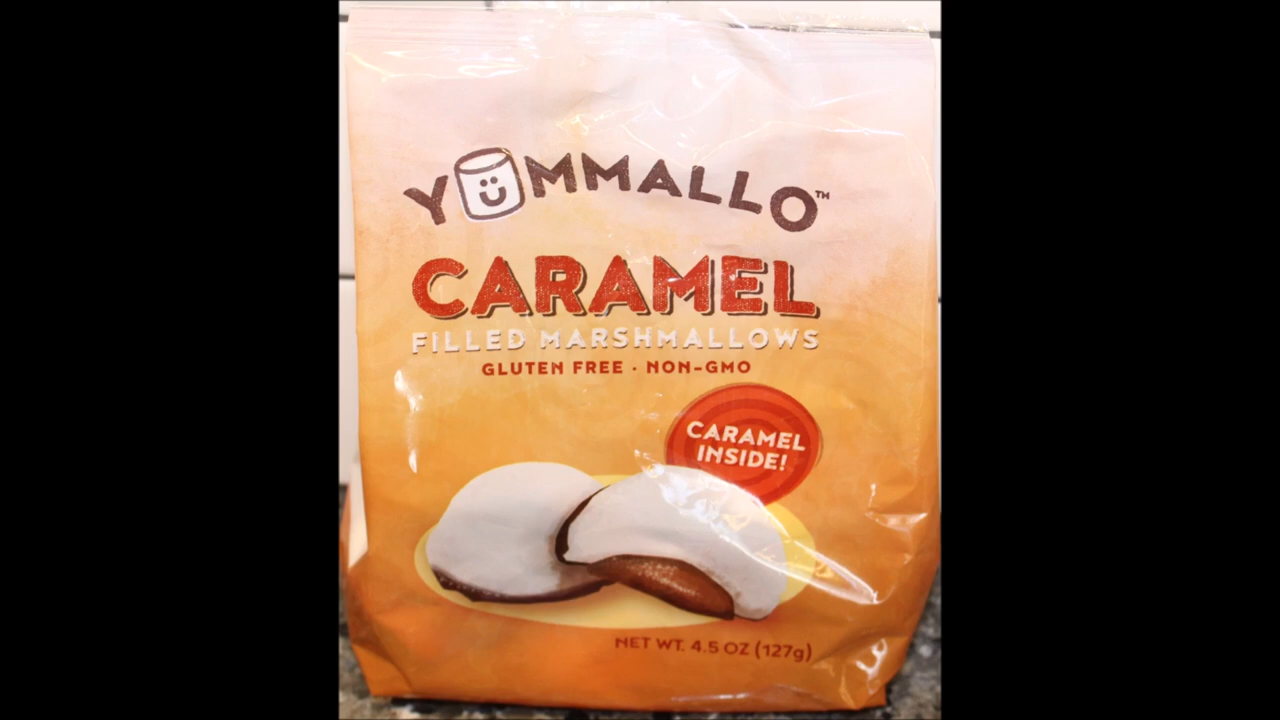 YUMMALLO™
CARAMEL
FILLED MARSHMALLOWS
GLUTEN FREE · NON-GMO
CARAMEL
INSIDE!
NET WT. 4.5 OZ (127g)